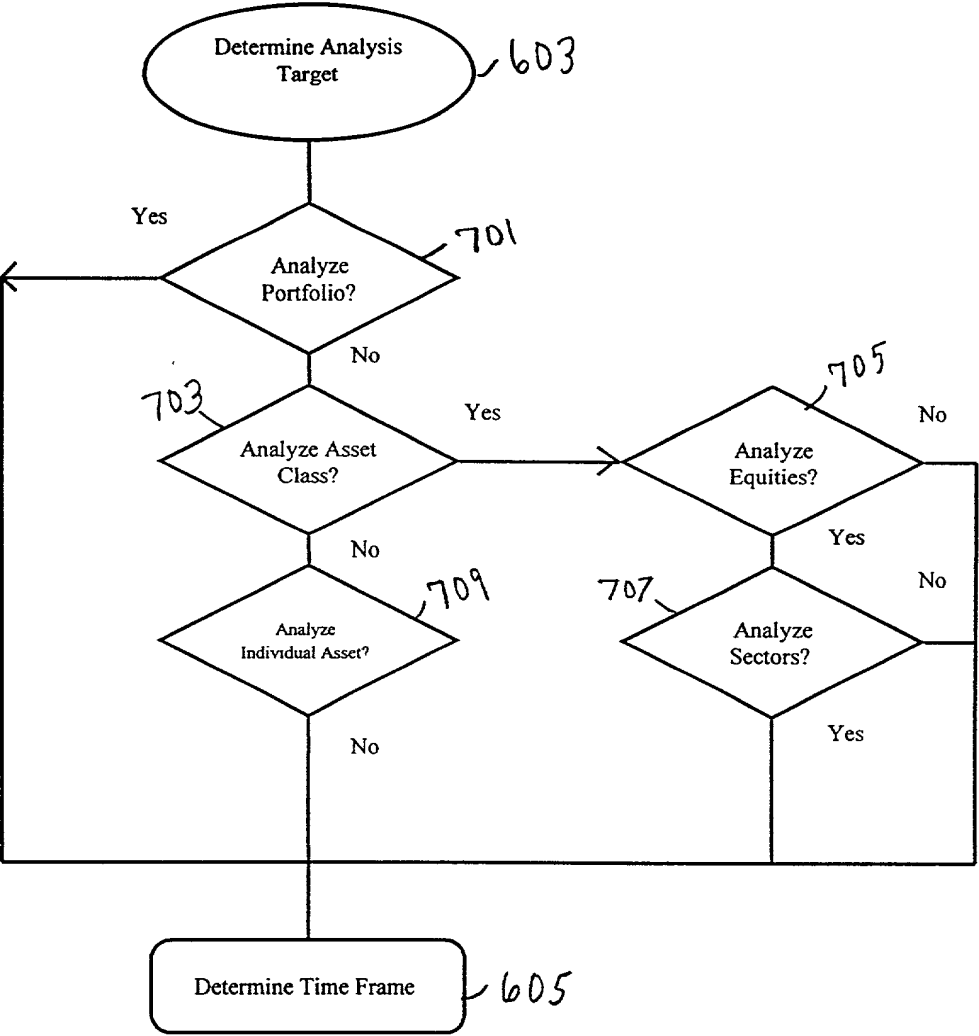 Determine Analysis
Target
603
Yes
701
Analyze
Portfolio?
No
703
Yes
705
No
Analyze Asset
Class?
Analyze
Equities?
No
Yes
709
707
No
Analyze
Individual Asset?
Analyze
Sectors?
No
Yes
Determine Time Frame
605